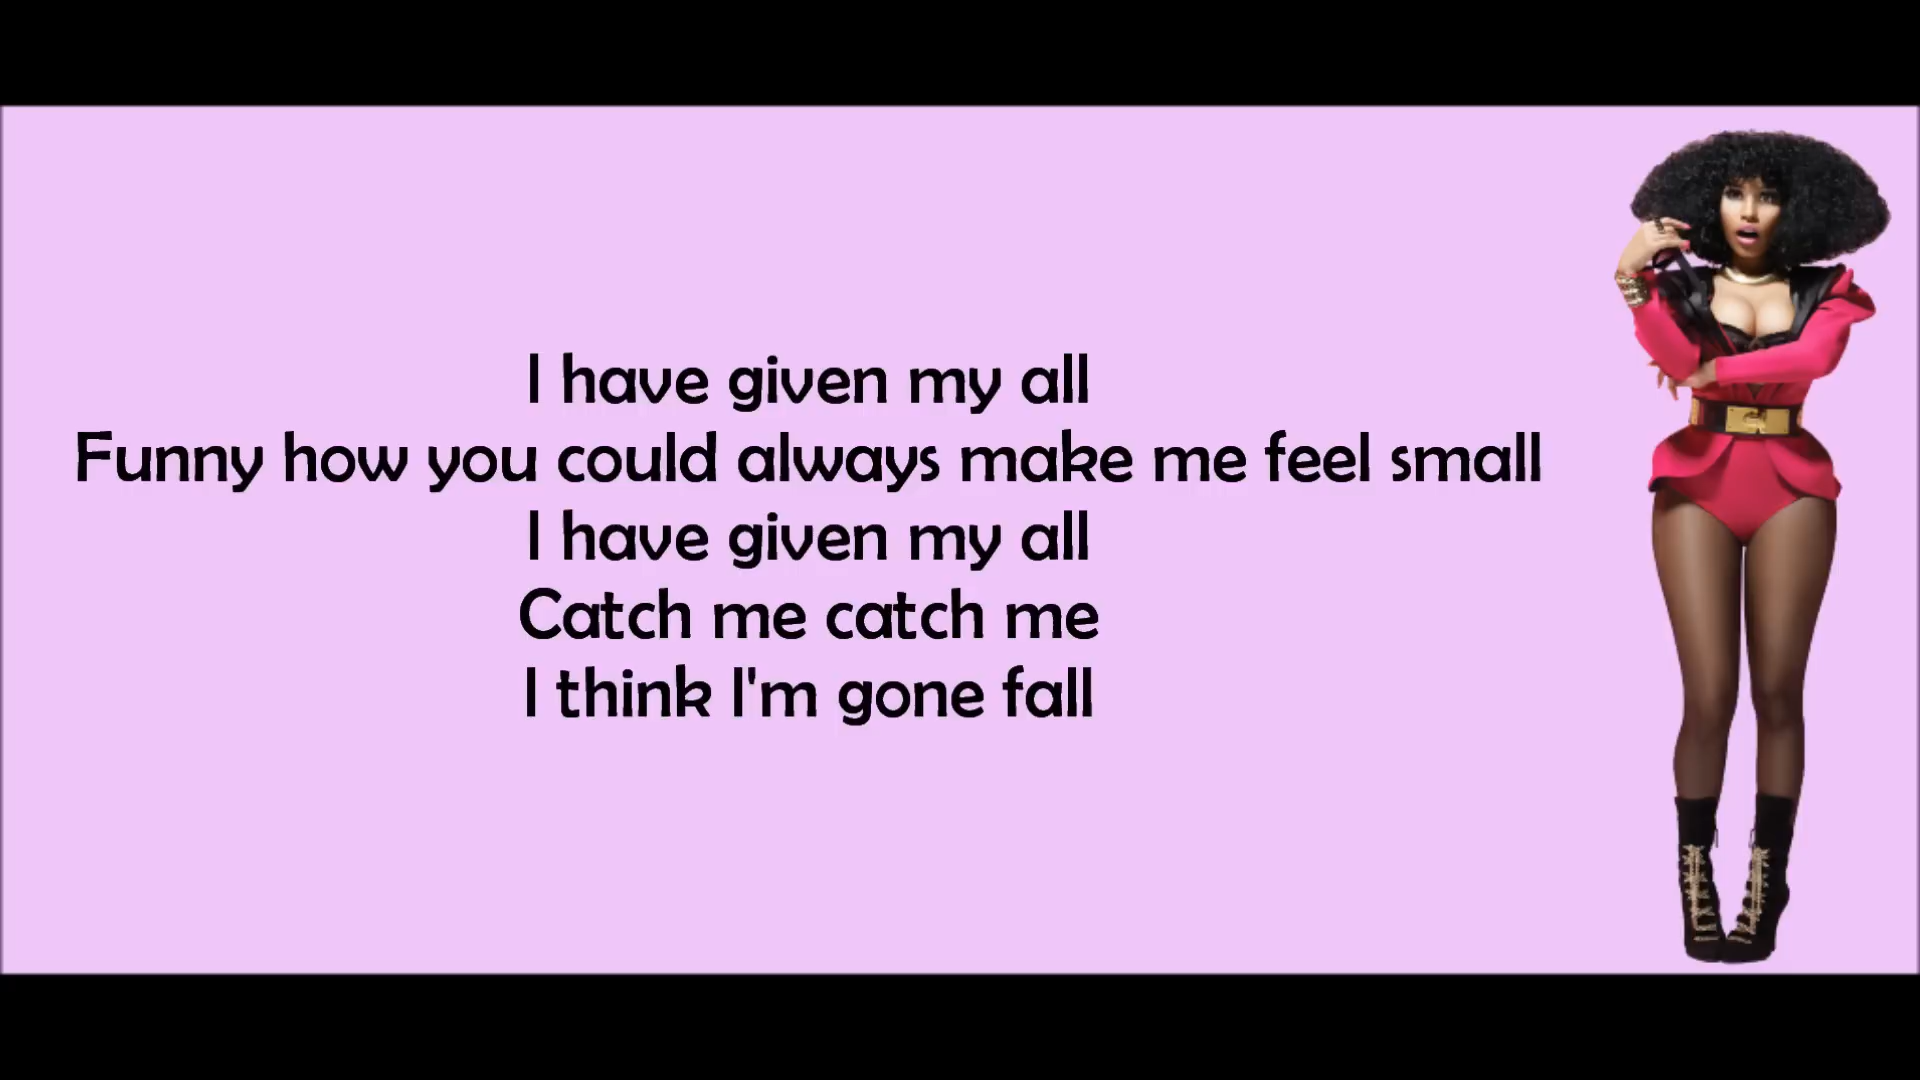 I have given my all
Funny how you could always make me feel small
I have given my all
Catch me catch me
I think I'm gone fall